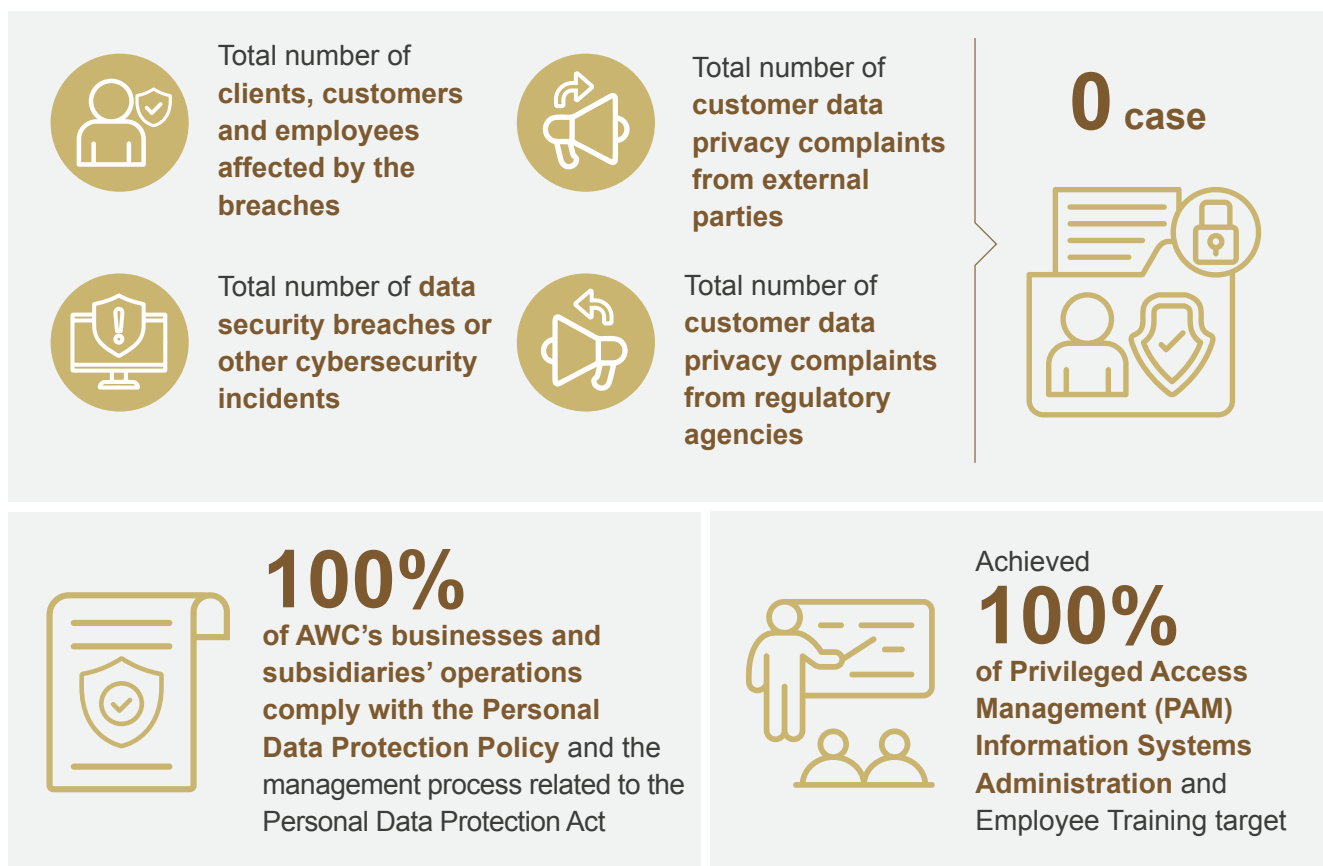 Total number of
clients, customers
and employees
affected by the
breaches
Total number of
customer data
privacy complaints
from external
parties
Total number of data
security breaches or
other cybersecurity
incidents
Total number of
customer data
privacy complaints
from regulatory
agencies
0 case
100%
of AWC’s businesses and
subsidiaries’ operations
comply with the Personal
Data Protection Policy and the
management process related to the
Personal Data Protection Act
Achieved
100%
of Privileged Access
Management (PAM)
Information Systems
Administration and
Employee Training target